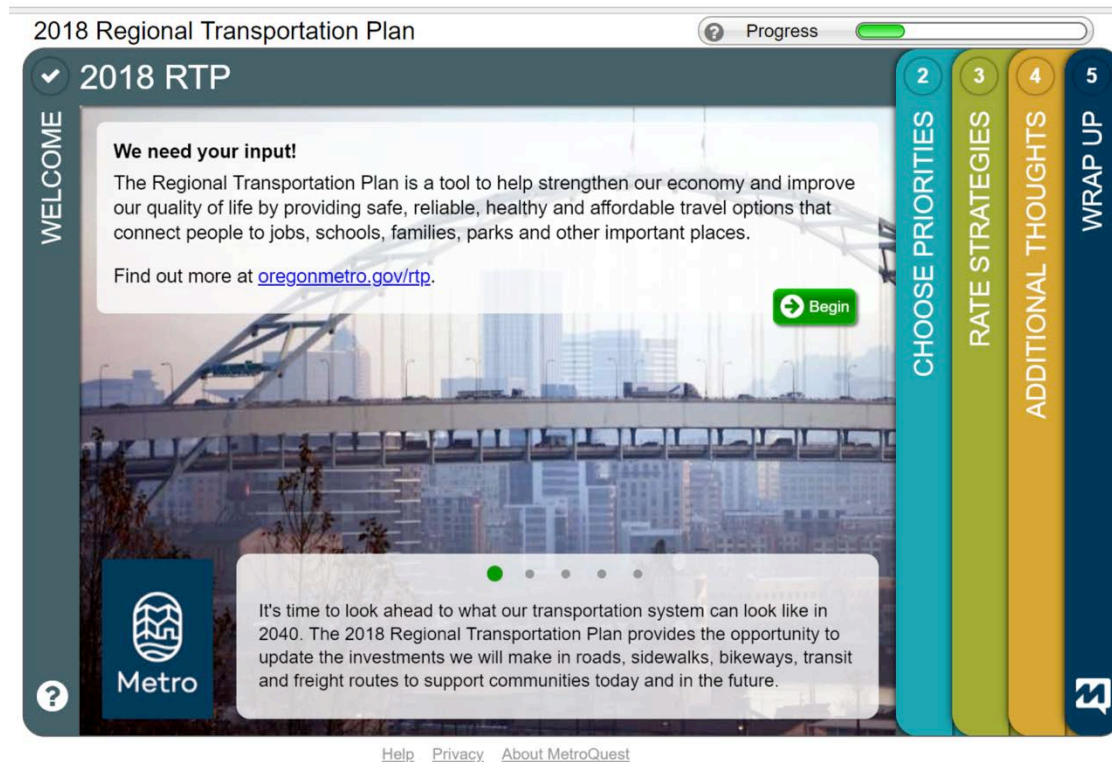 2018 Regional Transportation Plan
? Progress
2018 RTP
WELCOME
We need your input!
The Regional Transportation Plan is a tool to help strengthen our economy and improve
our quality of life by providing safe, reliable, healthy and affordable travel options that
connect people to jobs, schools, families, parks and other important places.
Find out more at oregonmetro.gov/rtp.
Begin
It's time to look ahead to what our transportation system can look like in
2040. The 2018 Regional Transportation Plan provides the opportunity to
update the investments we will make in roads, sidewalks, bikeways, transit
and freight routes to support communities today and in the future.
Metro
?
2
CHOOSE PRIORITIES
3
RATE STRATEGIES
4
ADDITIONAL THOUGHTS
5
WRAP UP
M
Help Privacy About MetroQuest